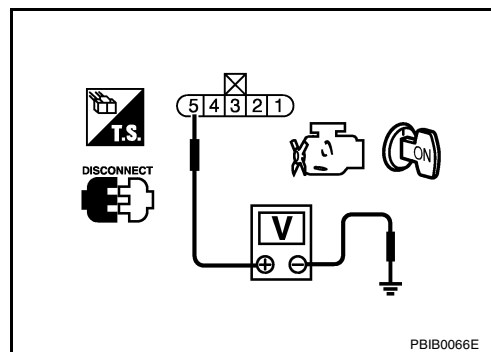 5 4 3 2 1
T.S.
DISCONNECT
ON
V
+ −
PBIB0066E